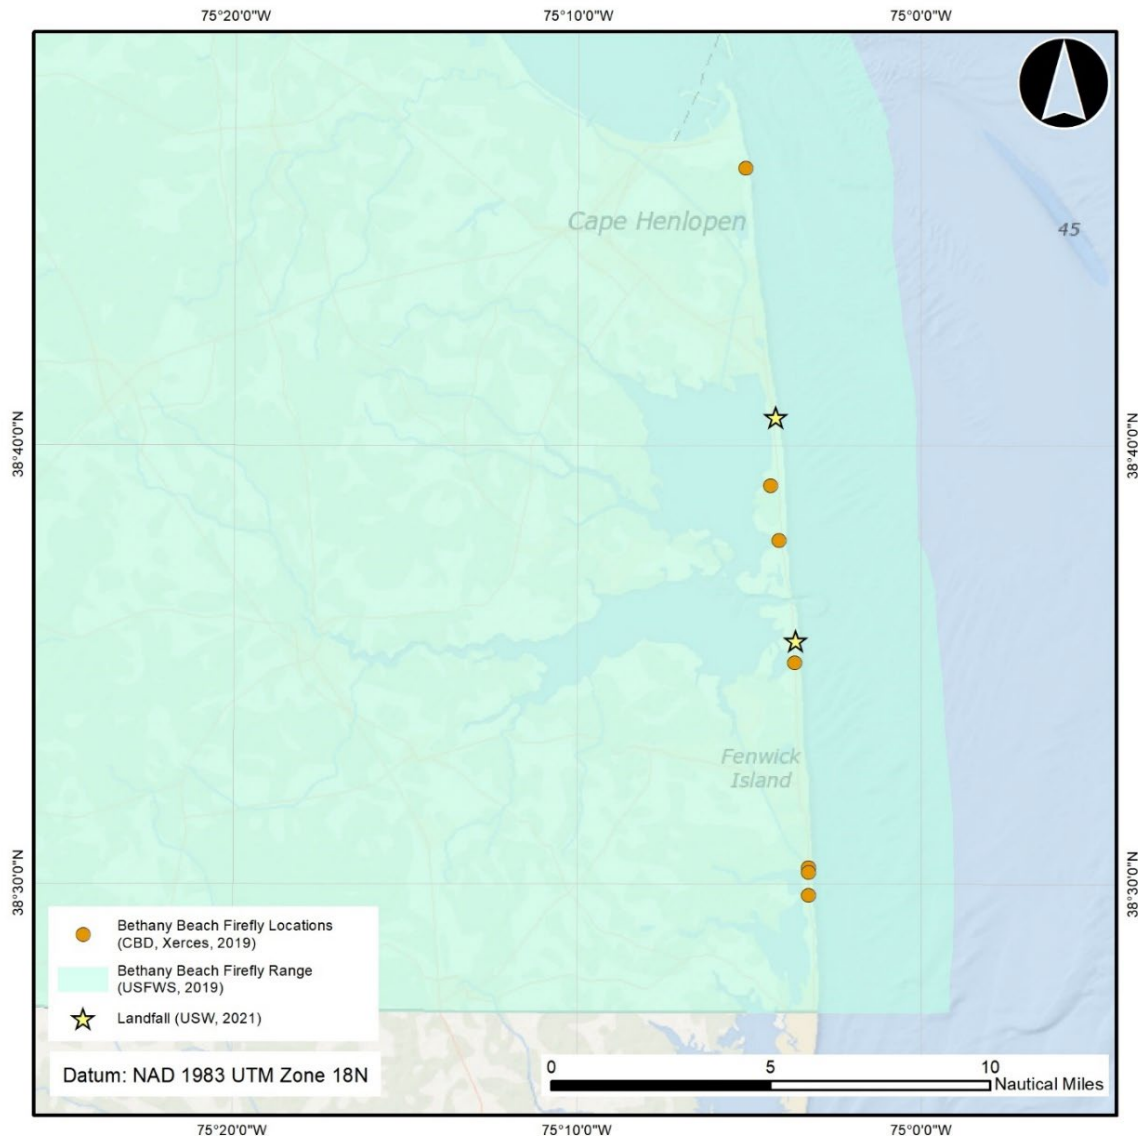 75°20'0"W 75°10'0"W 75°0'0"W
Cape Henlopen
45
38°40'0"N 38°40'0"N
Fenwick
Island
38°30'0"N 38°30'0"N
Bethany Beach Firefly Locations
(CBD, Xerces, 2019)
Bethany Beach Firefly Range
(USFWS, 2019)
Landfall (USW, 2021)
Datum: NAD 1983 UTM Zone 18N
0 5 10
Nautical Miles
75°20'0"W 75°10'0"W 75°0'0"W